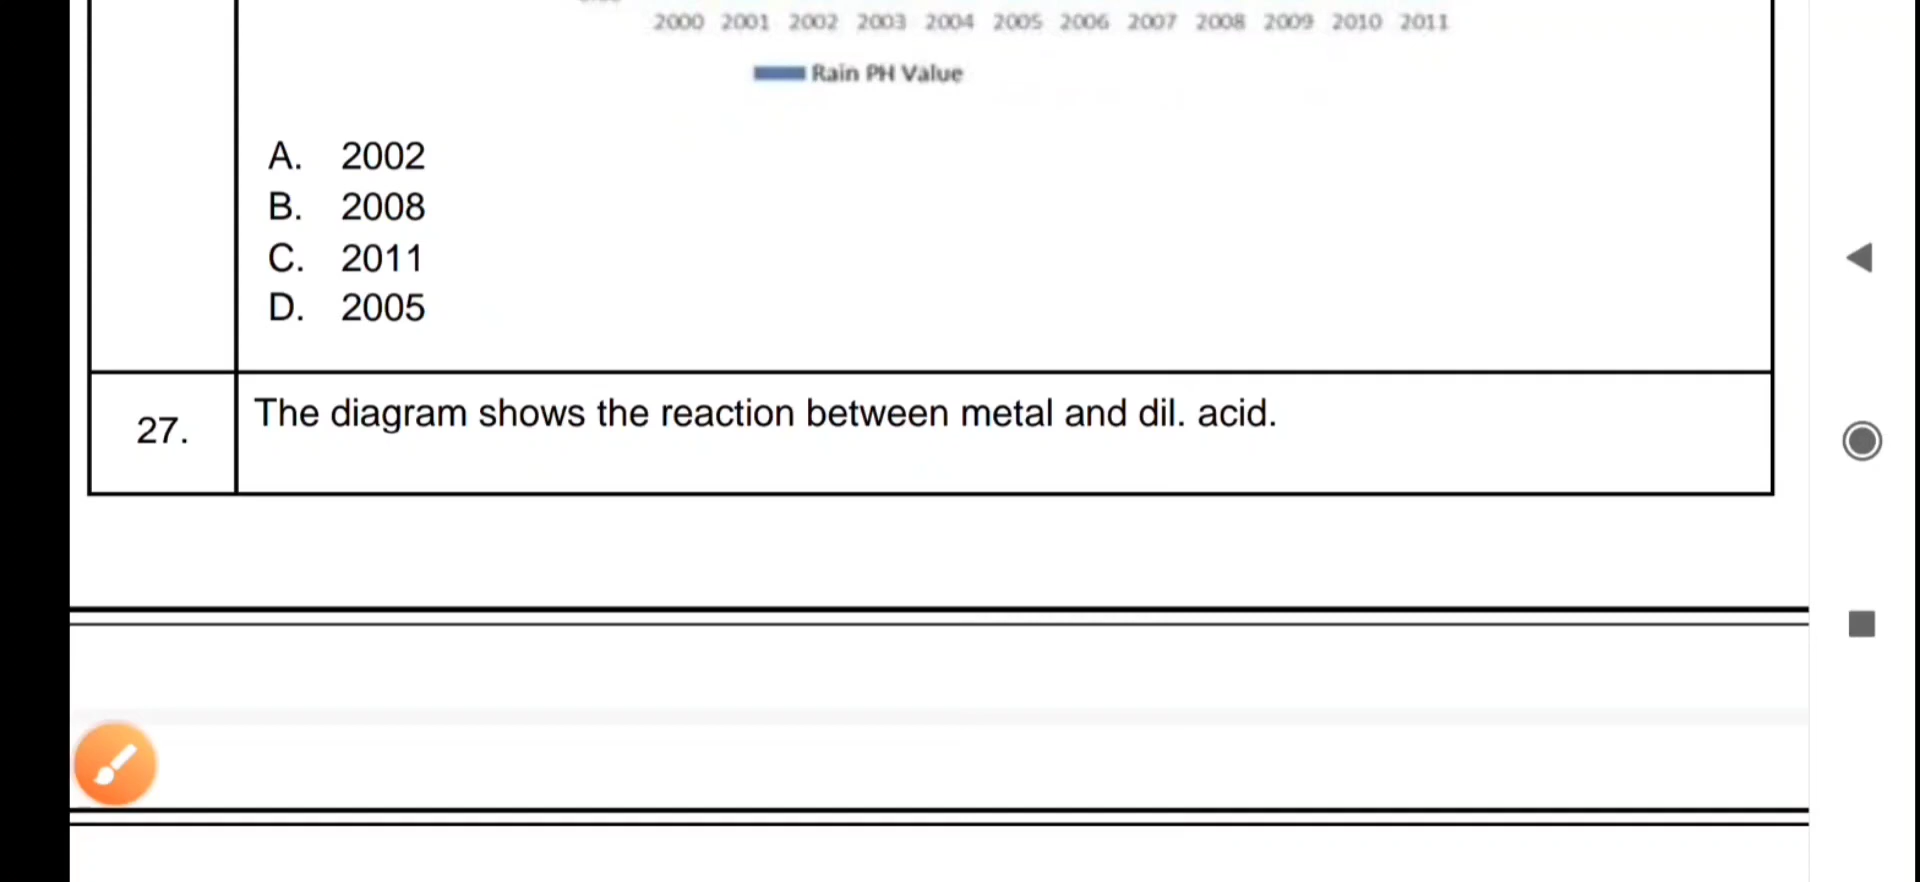 2000 2001 2002 2003 2004 2005 2006 2007 2008 2009 2010 2011
Rain PH Value
A. 2002
B. 2008
C. 2011
D. 2005
27. The diagram shows the reaction between metal and dil. acid.